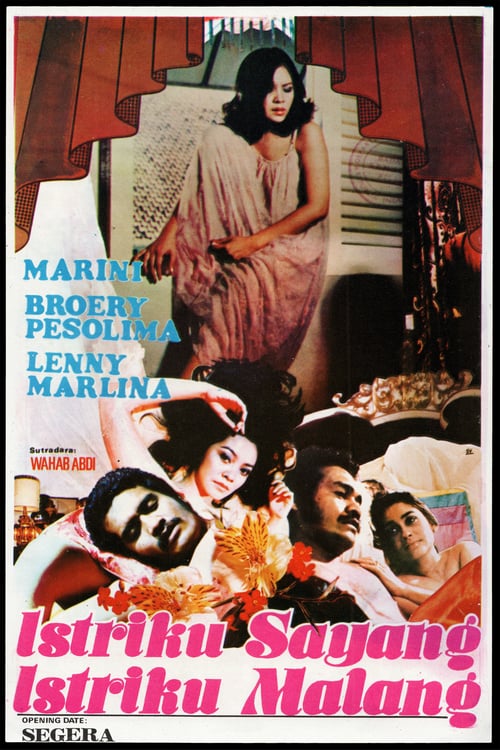 MARINI
BROERY
PESOLIMA
LENNY
MARLINA
Sutradara:
WAHAB ABDI
Istriku Sayang
Istriku Malang
OPENING DATE:
SEGERA